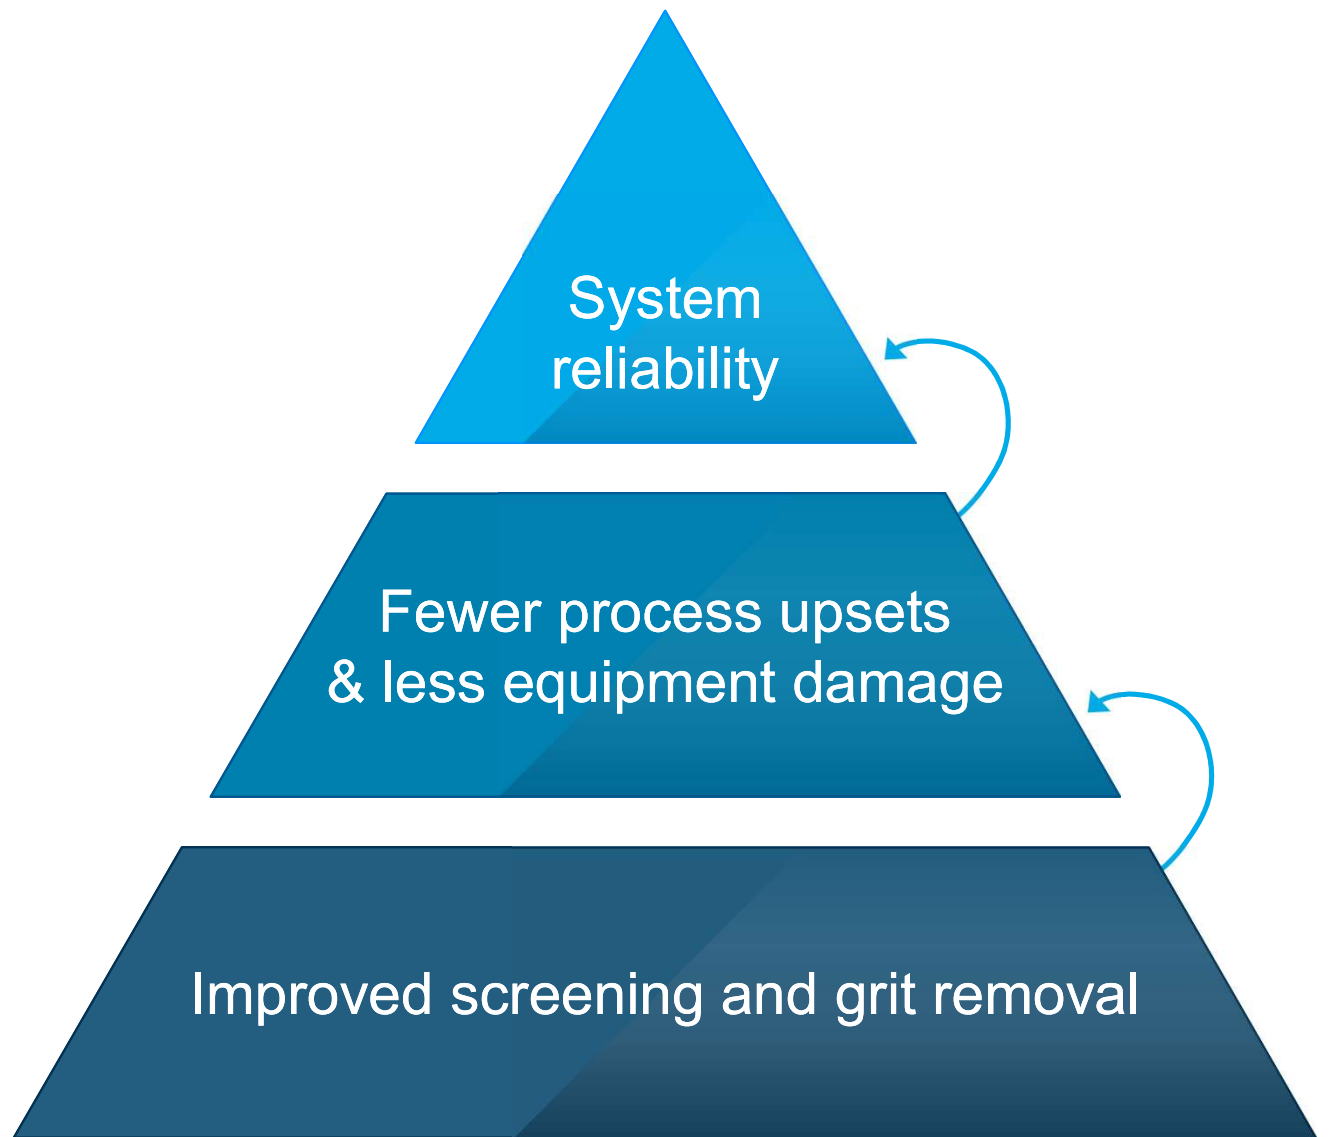 System
reliability
Fewer process upsets
& less equipment damage
Improved screening and grit removal